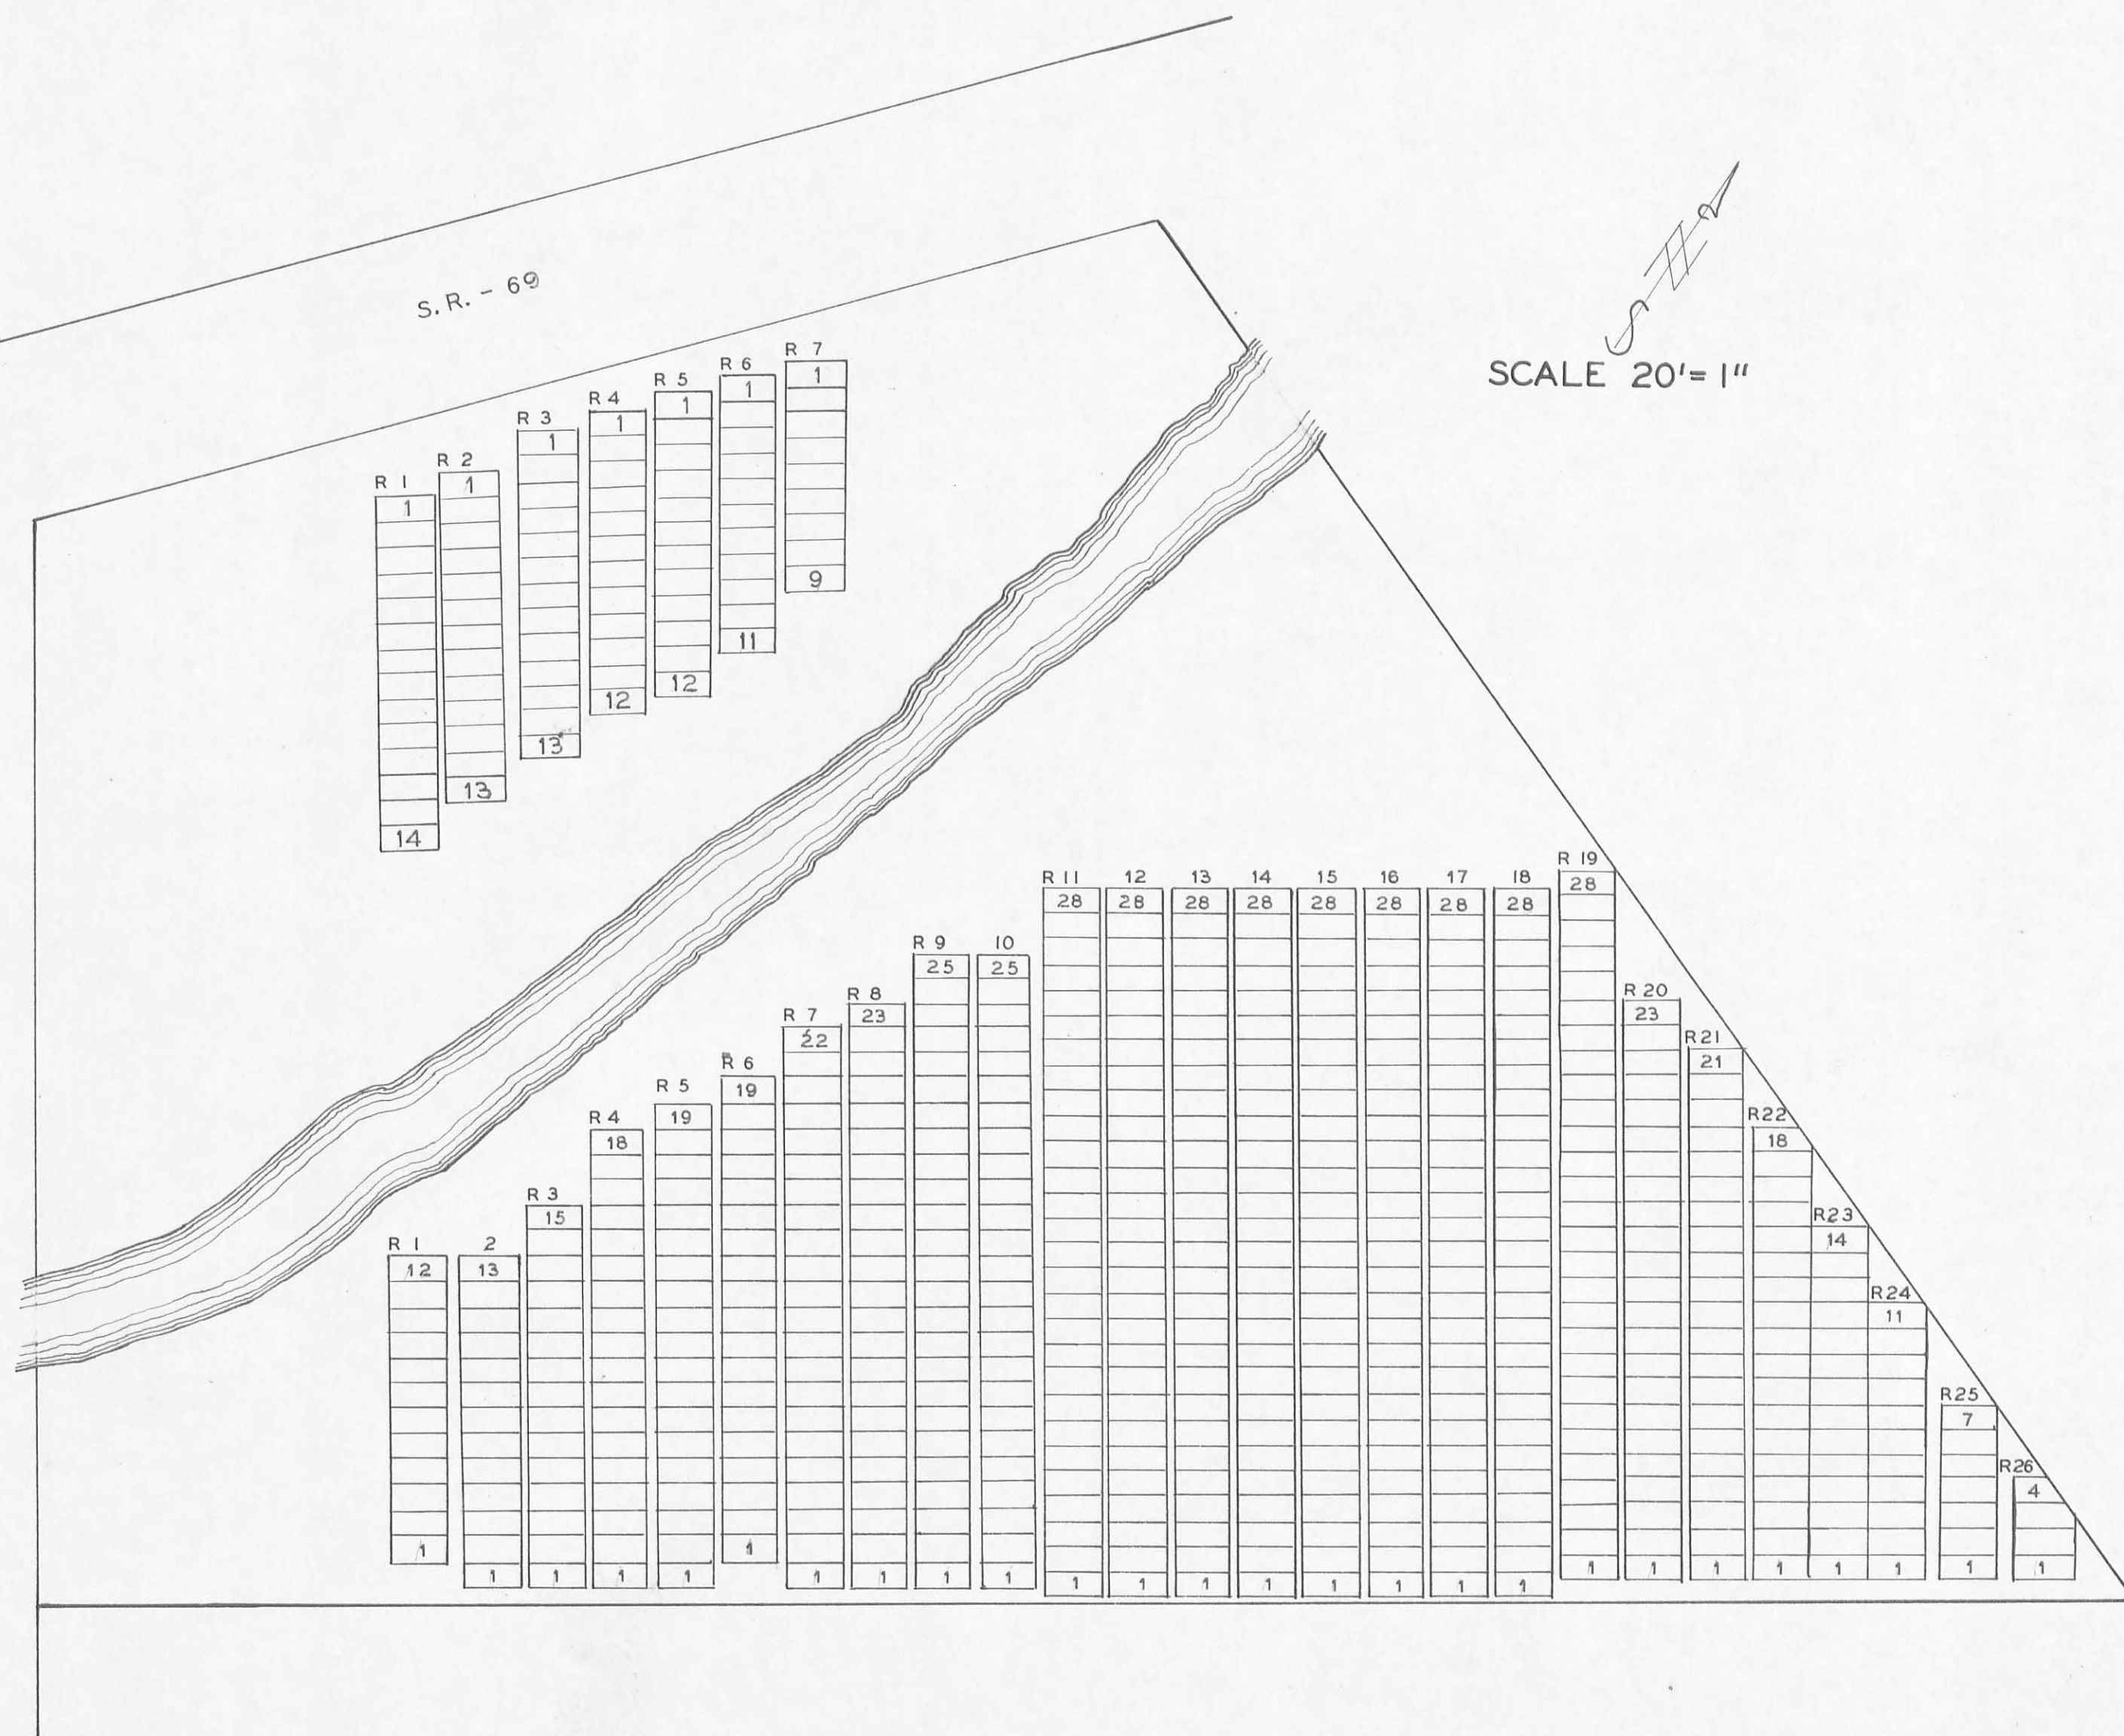 S.R. - 69
SCALE 20'= 1"
S N
R 1
1
14
R 2
1
13
R 3
1
13
R 4
1
12
R 5
1
12
R 6
1
11
R 7
1
9
R 1
12
1
2
13
1
R 3
15
1
R 4
18
1
R 5
19
1
R 6
19
1
R 7
22
1
R 8
23
1
R 9
25
1
10
25
1
R 11
28
1
12
28
1
13
28
1
14
28
1
15
28
1
16
28
1
17
28
1
18
28
1
R 19
28
1
R 20
23
1
R21
21
1
R22
18
1
R23
14
1
R24
11
1
R25
7
1
R26
4
1